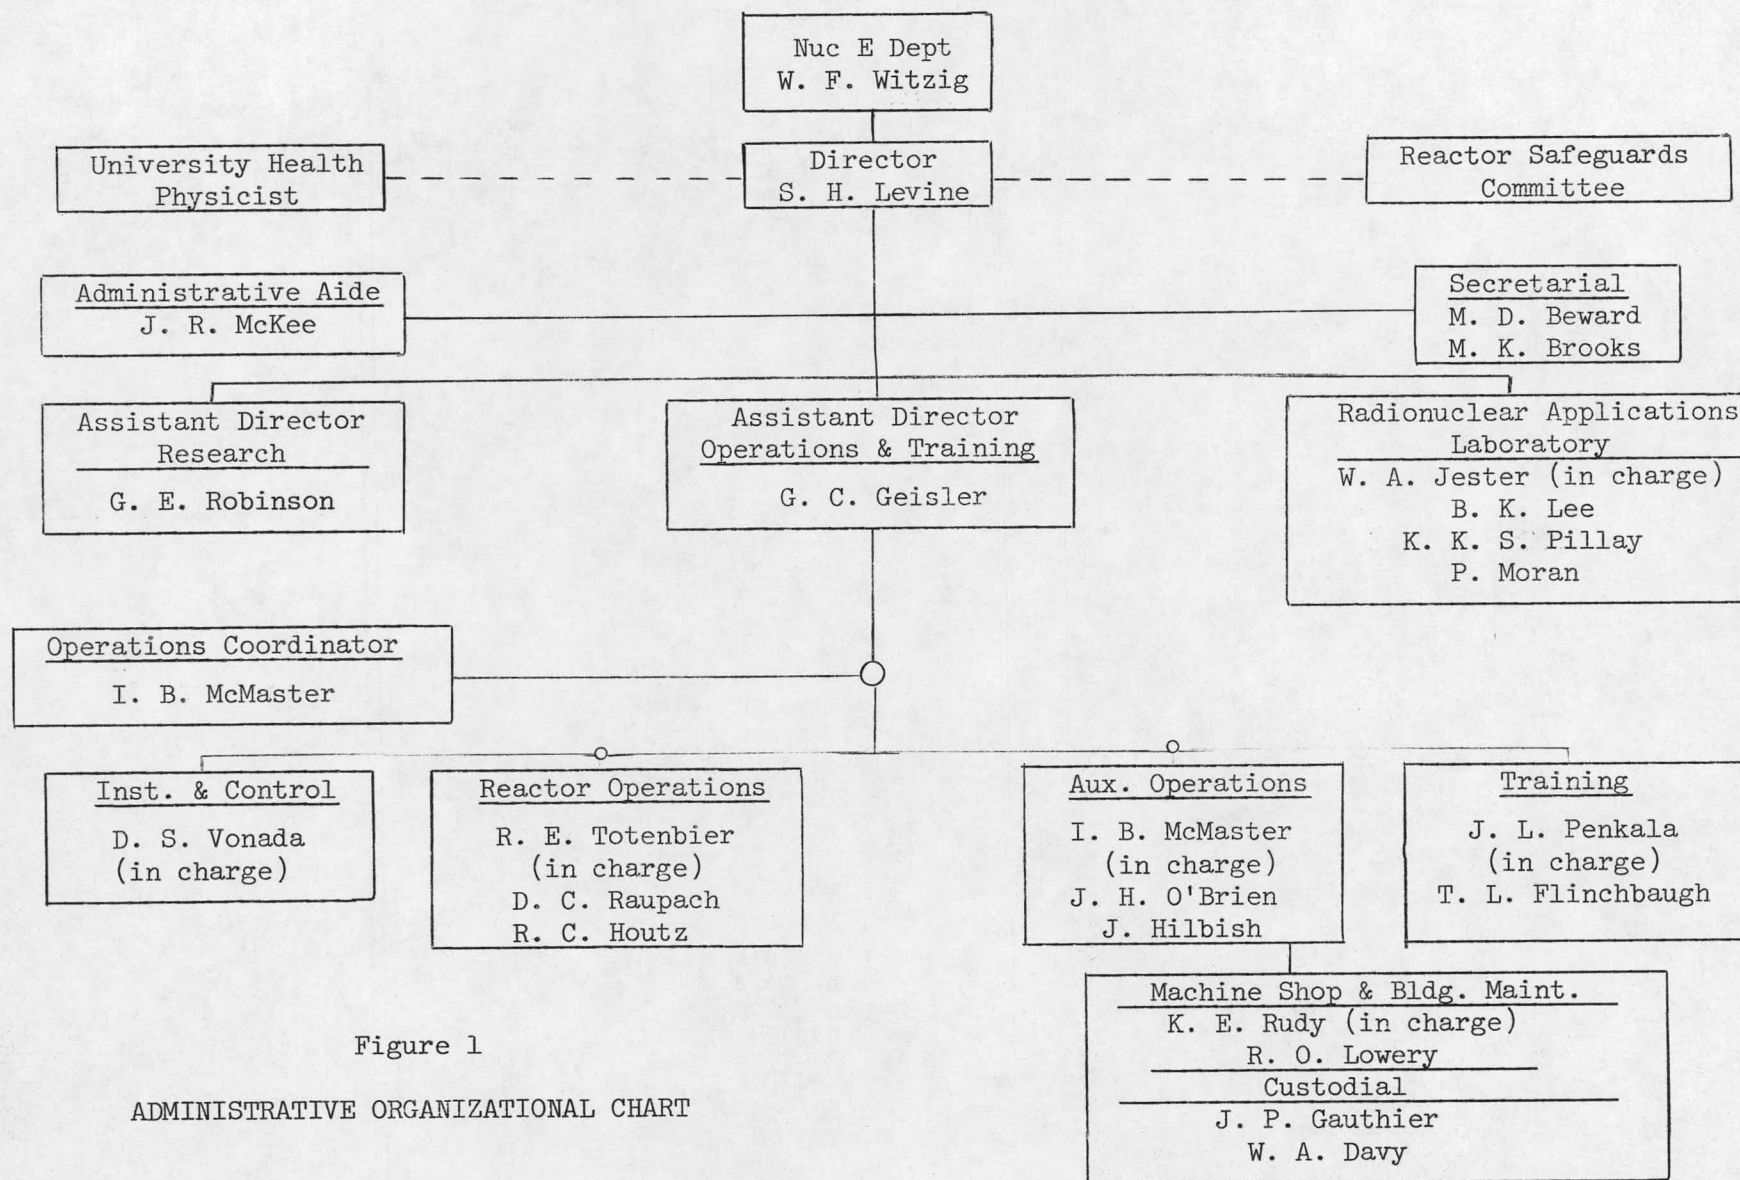 Nuc E Dept
W. F. Witzig
University Health
Physicist
Director
S. H. Levine
Reactor Safeguards
Committee
Administrative Aide
J. R. McKee
Secretarial
M. D. Beward
M. K. Brooks
Assistant Director
Research
G. E. Robinson
Assistant Director
Operations & Training
G. C. Geisler
Radionuclear Applications
Laboratory
W. A. Jester (in charge)
B. K. Lee
K. K. S. Pillay
P. Moran
Operations Coordinator
I. B. McMaster
Inst. & Control
D. S. Vonada
(in charge)
Reactor Operations
R. E. Totenbier
(in charge)
D. C. Raupach
R. C. Houtz
Aux. Operations
I. B. McMaster
(in charge)
J. H. O'Brien
J. Hilbish
Training
J. L. Penkala
(in charge)
T. L. Flinchbaugh
Machine Shop & Bldg. Maint.
K. E. Rudy (in charge)
R. O. Lowery
Custodial
J. P. Gauthier
W. A. Davy
Figure 1
ADMINISTRATIVE ORGANIZATIONAL CHART